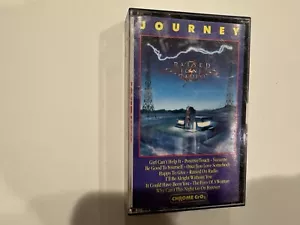 JOURNEY
RAISED
ON RADIO
Girl Can't Help It - Positive Touch - Suzanne
Be Good To Yourself - Once You Love Somebody
Happy To Give - Raised On Radio
I'll Be Alright Without You
It Could Have Been You - The Eyes Of A Woman
Why Can't This Night Go On Forever